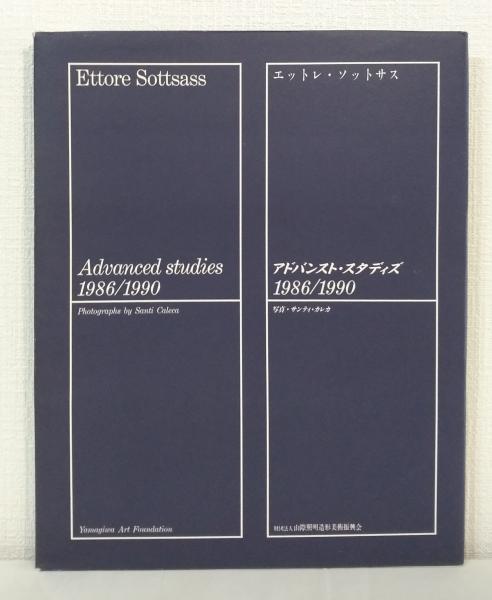 Ettore Sottsass
Advanced studies
1986/1990
Photographs by Santi Caleca
Yamagiwa Art Foundation
エットレ・ソットサス
アドバンスト・スタディズ
1986/1990
写真・サンティ・カレカ
財団法人 山際照明造形美術振興会